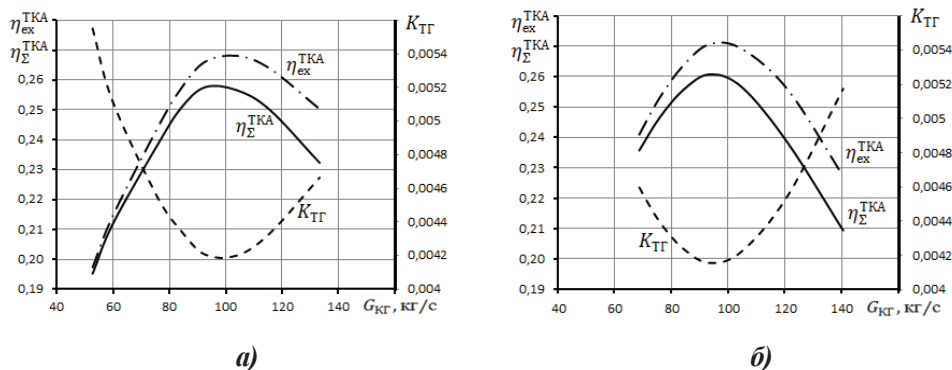 η_ex^ТКА
η_Σ^ТКА
K_ТГ
0,26
0,25
0,24
0,23
0,22
0,21
0,20
0,19
0,0054
0,0052
0,005
0,0048
0,0046
0,0044
0,0042
0,004
η_ex^ТКА
η_Σ^ТКА
K_ТГ
40 60 80 100 120 140
G_КГ, кг/с
а)
η_ex^ТКА
η_Σ^ТКА
K_ТГ
0,26
0,25
0,24
0,23
0,22
0,21
0,20
0,19
0,0054
0,0052
0,005
0,0048
0,0046
0,0044
0,0042
0,004
η_ex^ТКА
η_Σ^ТКА
K_ТГ
40 60 80 100 120 140
G_КГ, кг/с
б)